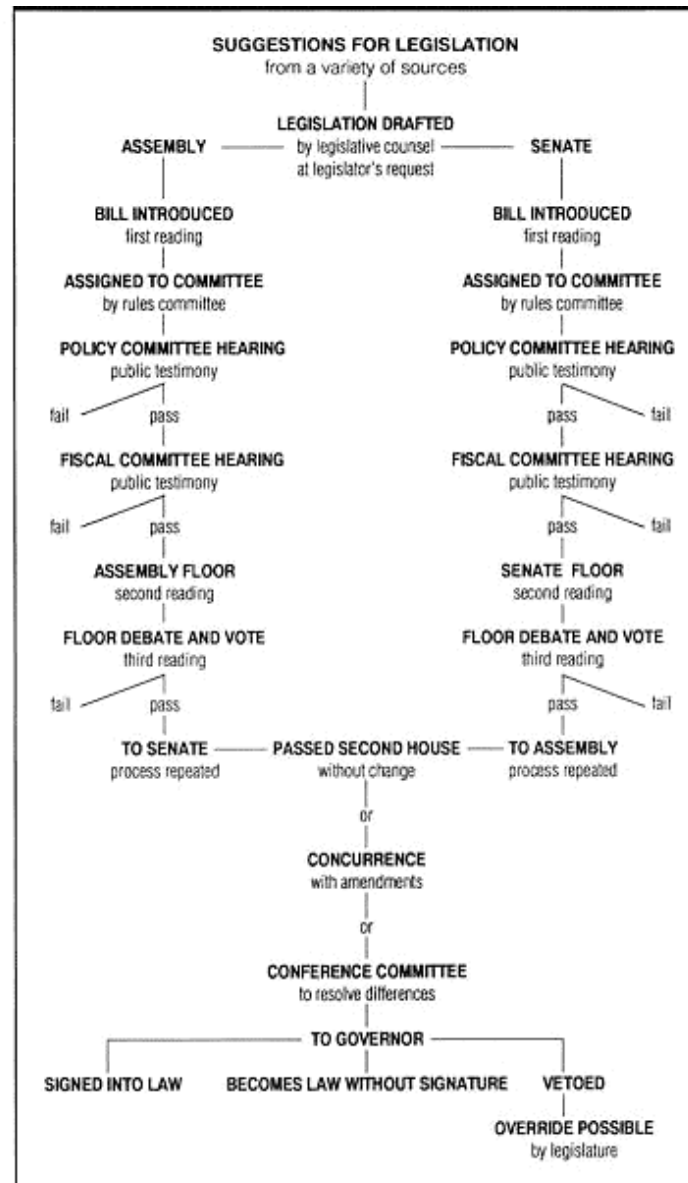 SUGGESTIONS FOR LEGISLATION
from a variety of sources
LEGISLATION DRAFTED
by legislative counsel
at legislator's request
ASSEMBLY
SENATE
BILL INTRODUCED
first reading
BILL INTRODUCED
first reading
ASSIGNED TO COMMITTEE
by rules committee
ASSIGNED TO COMMITTEE
by rules committee
POLICY COMMITTEE HEARING
public testimony
POLICY COMMITTEE HEARING
public testimony
fail
pass
pass
fail
FISCAL COMMITTEE HEARING
public testimony
FISCAL COMMITTEE HEARING
public testimony
fail
pass
pass
fail
ASSEMBLY FLOOR
second reading
SENATE FLOOR
second reading
FLOOR DEBATE AND VOTE
third reading
FLOOR DEBATE AND VOTE
third reading
fail
pass
pass
fail
TO SENATE
process repeated
PASSED SECOND HOUSE
without change
TO ASSEMBLY
process repeated
or
CONCURRENCE
with amendments
or
CONFERENCE COMMITTEE
to resolve differences
TO GOVERNOR
SIGNED INTO LAW
BECOMES LAW WITHOUT SIGNATURE
VETOED
OVERRIDE POSSIBLE
by legislature